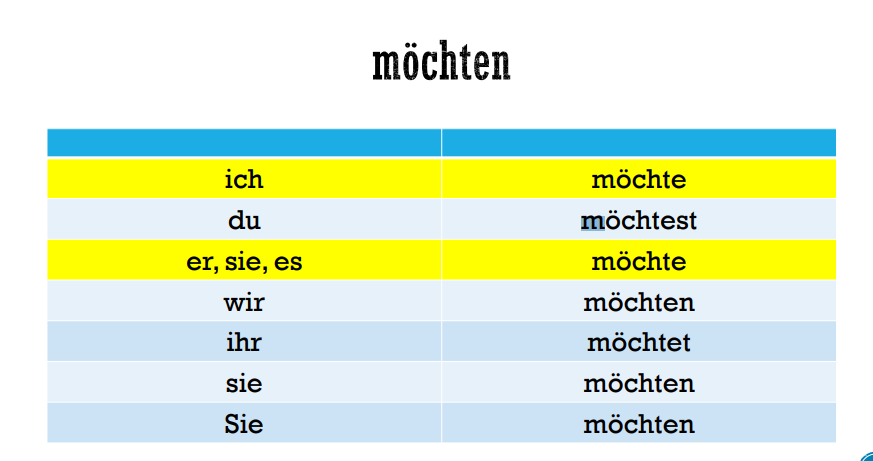 möchten
ich möchte
du möchtest
er, sie, es möchte
wir möchten
ihr möchtet
sie möchten
Sie möchten